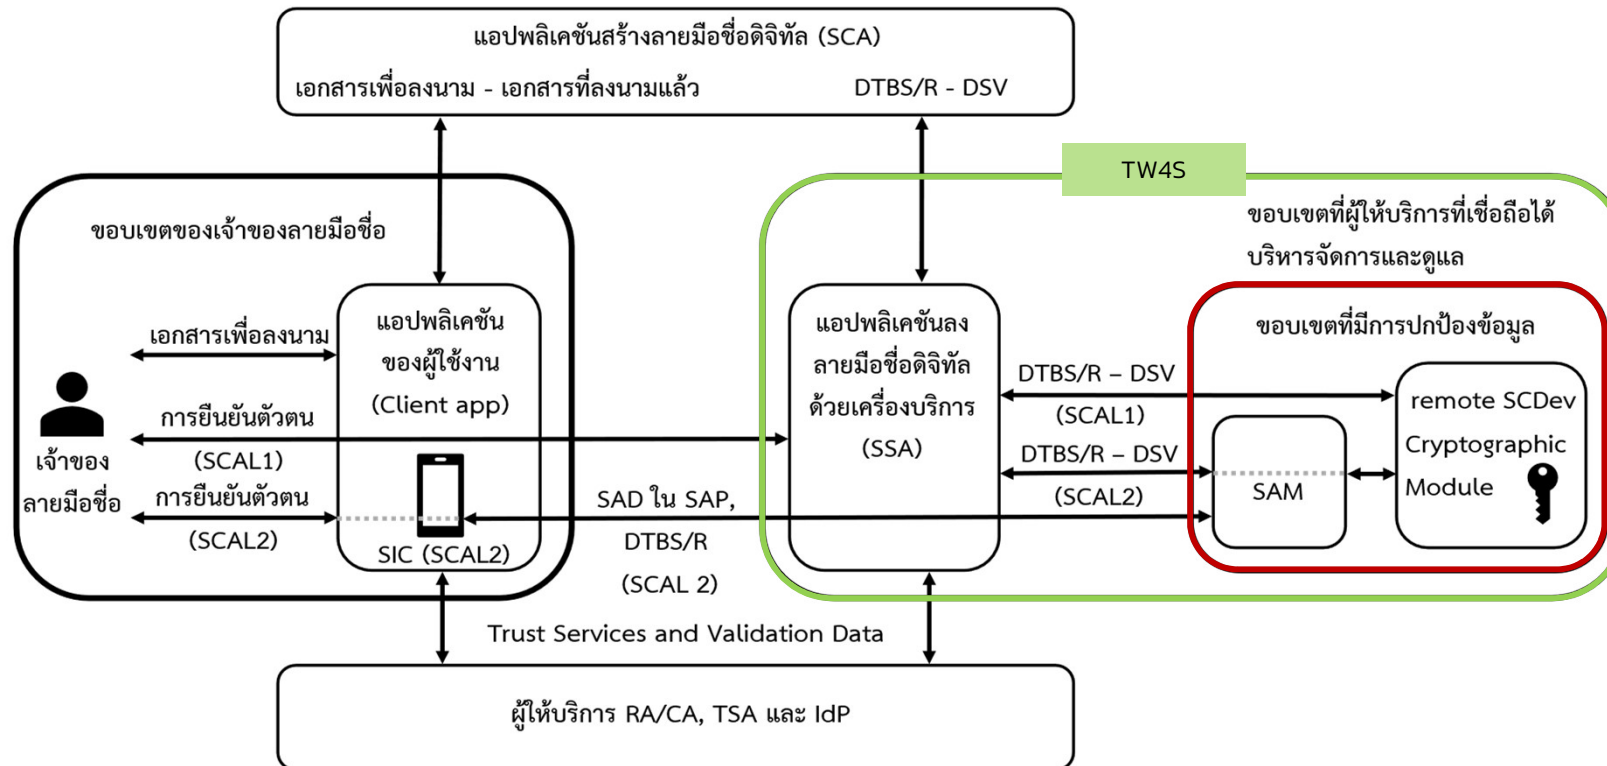 แอปพลิเคชันสร้างลายมือชื่อดิจิทัล (SCA)
เอกสารเพื่อลงนาม - เอกสารที่ลงนามแล้ว
DTBS/R - DSV
TW4S
ขอบเขตของเจ้าของลายมือชื่อ
ขอบเขตที่ผู้ให้บริการที่เชื่อถือได้
บริหารจัดการและดูแล
แอปพลิเคชัน
ของผู้ใช้งาน
(Client app)
เอกสารเพื่อลงนาม
การยืนยันตัวตน
(SCAL1)
เจ้าของ
ลายมือชื่อ
การยืนยันตัวตน
(SCAL2)
SIC (SCAL2)
SAD ใน SAP,
DTBS/R
(SCAL 2)
แอปพลิเคชันลง
ลายมือชื่อดิจิทัล
ด้วยเครื่องบริการ
(SSA)
ขอบเขตที่มีการปกป้องข้อมูล
DTBS/R – DSV
(SCAL1)
DTBS/R – DSV
(SCAL2)
SAM
remote SCDev
Cryptographic
Module
Trust Services and Validation Data
ผู้ให้บริการ RA/CA, TSA และ IdP